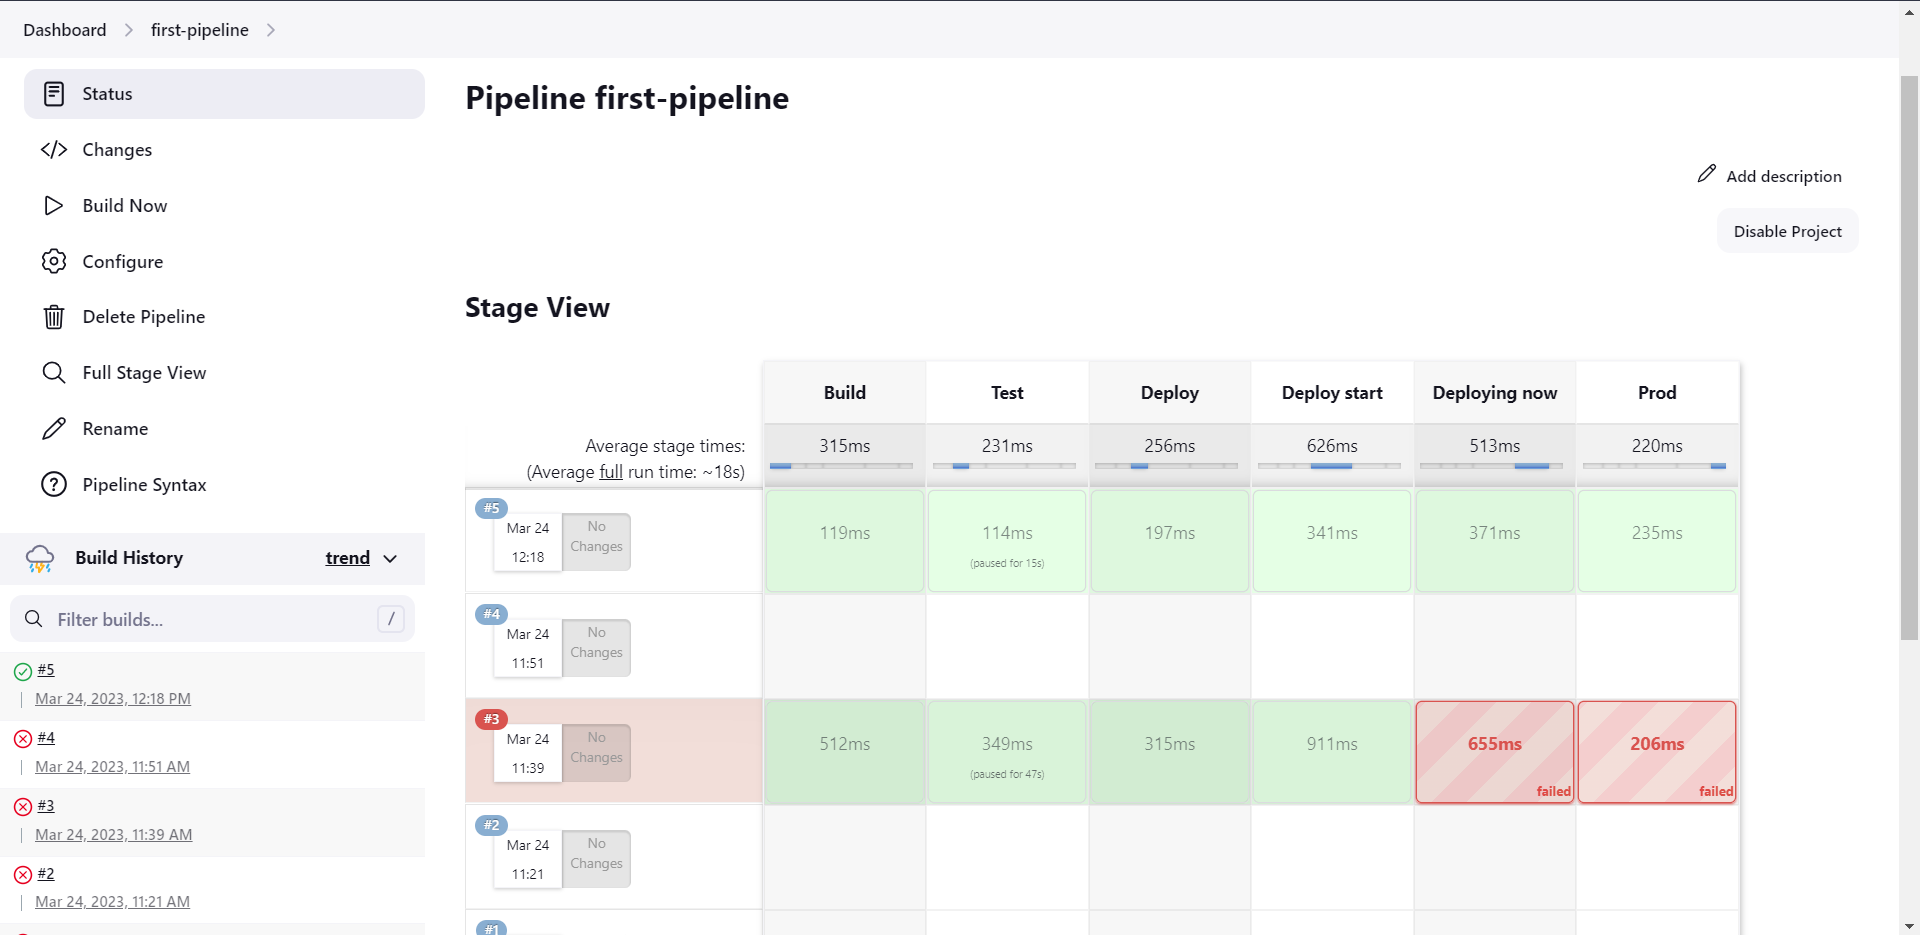 Dashboard
first-pipeline
Status
Changes
Build Now
Configure
Delete Pipeline
Full Stage View
Rename
Pipeline Syntax
Build History
trend
Filter builds...
/
#5
Mar 24, 2023, 12:18 PM
#4
Mar 24, 2023, 11:51 AM
#3
Mar 24, 2023, 11:39 AM
#2
Mar 24, 2023, 11:21 AM
Pipeline first-pipeline
Add description
Disable Project
Stage View
Build Test Deploy Deploy start Deploying now Prod
Average stage times:
(Average full run time: ~18s)
315ms 231ms 256ms 626ms 513ms 220ms
#5
Mar 24
12:18
No
Changes
119ms 114ms 197ms 341ms 371ms 235ms
(paused for 15s)
#4
Mar 24
11:51
No
Changes
#3
Mar 24
11:39
No
Changes
512ms 349ms 315ms 911ms 655ms 206ms
(paused for 47s)
failed failed
#2
Mar 24
11:21
No
Changes
#1